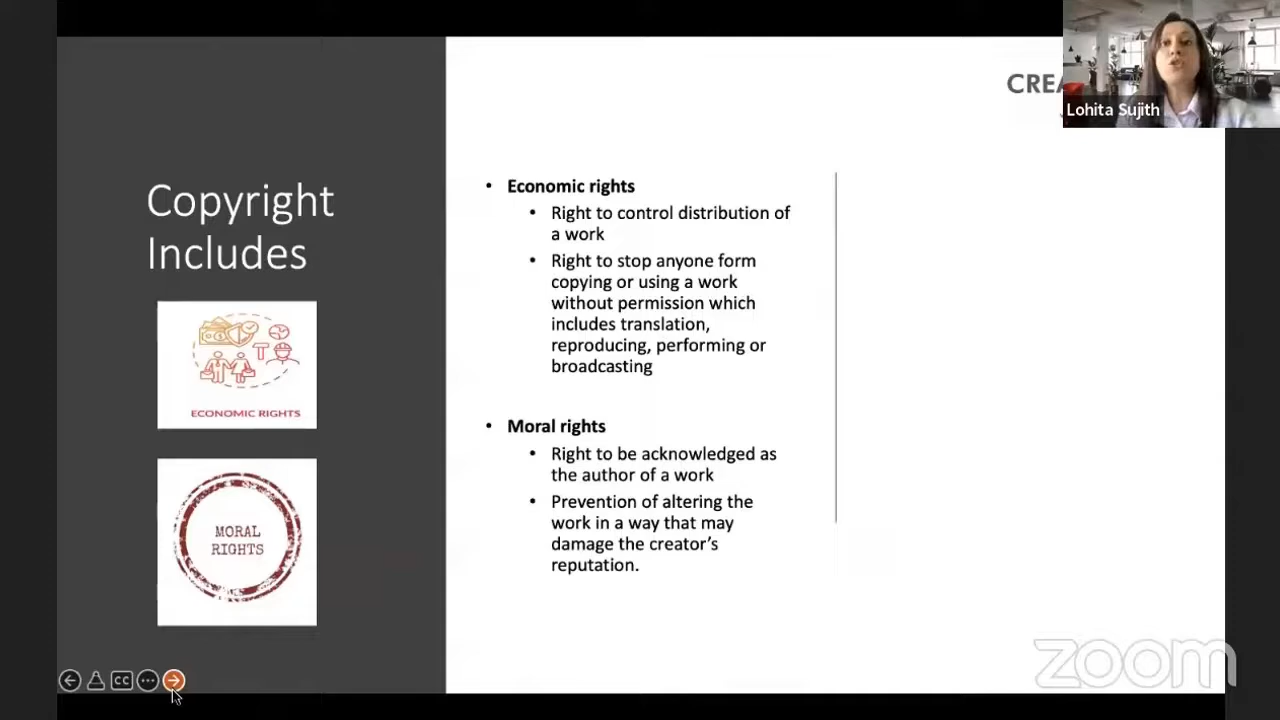 CREA
Lohita Sujith
Copyright
Includes
ECONOMIC RIGHTS
MORAL
RIGHTS
• Economic rights
• Right to control distribution of
a work
• Right to stop anyone form
copying or using a work
without permission which
includes translation,
reproducing, performing or
broadcasting
• Moral rights
• Right to be acknowledged as
the author of a work
• Prevention of altering the
work in a way that may
damage the creator's
reputation.
CC
zoom